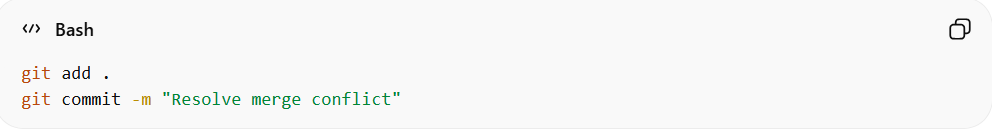 Bash
git add .
git commit -m "Resolve merge conflict"